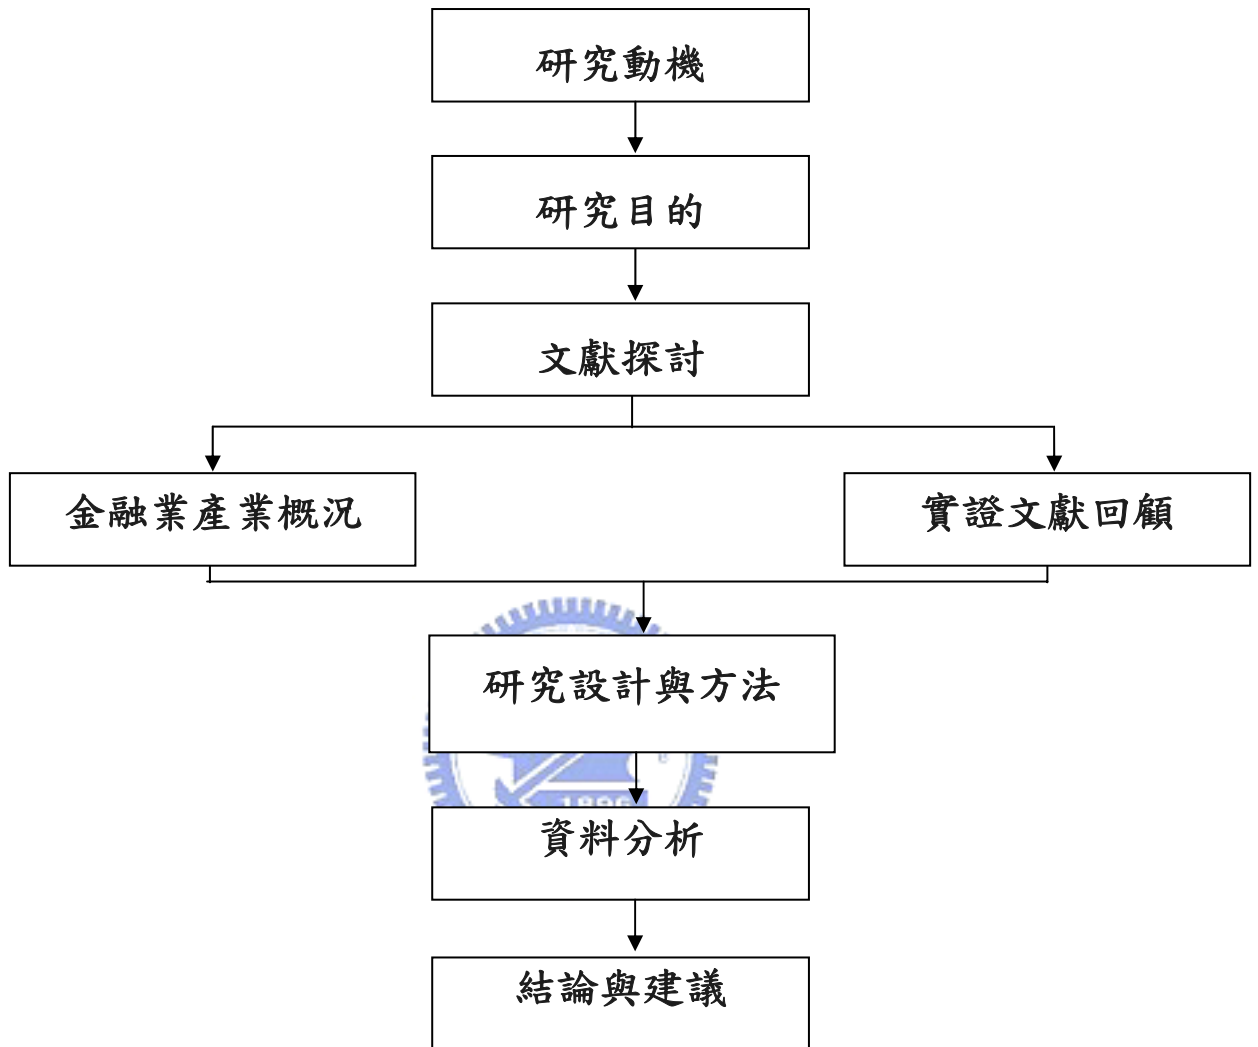 研究動機
研究目的
文獻探討
金融業產業概況
實證文獻回顧
研究設計與方法
1896
資料分析
結論與建議